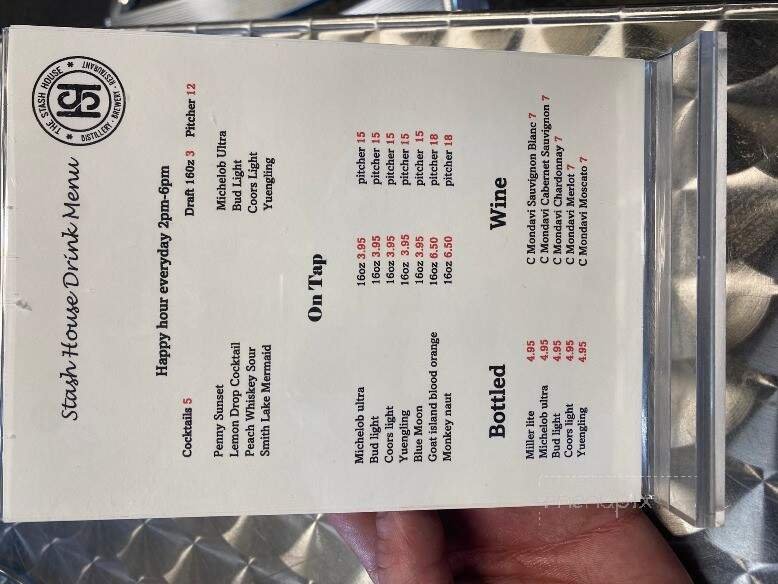 THE STASH HOUSE
SH
DISTILLERY · BREWERY · RESTAURANT
Stash House Drink Menu
Happy hour everyday 2pm-6pm
Cocktails 5 Draft 16oz 3 Pitcher 12
Penny Sunset Michelob Ultra
Lemon Drop Cocktail Bud Light
Peach Whiskey Sour Coors Light
Smith Lake Mermaid Yuengling
On Tap
Michelob ultra 16oz 3.95 pitcher 15
Bud light 16oz 3.95 pitcher 15
Coors light 16oz 3.95 pitcher 15
Yuengling 16oz 3.95 pitcher 15
Blue Moon 16oz 3.95 pitcher 15
Goat island blood orange 16oz 6.50 pitcher 18
Monkey naut 16oz 6.50 pitcher 18
Bottled Wine
Miller lite 4.95 C Mondavi Sauvignon Blanc 7
Michelob ultra 4.95 C Mondavi Cabernet Sauvignon 7
Bud light 4.95 C Mondavi Chardonnay 7
Coors light 4.95 C Mondavi Merlot 7
Yuengling 4.95 C Mondavi Moscato 7
menupix